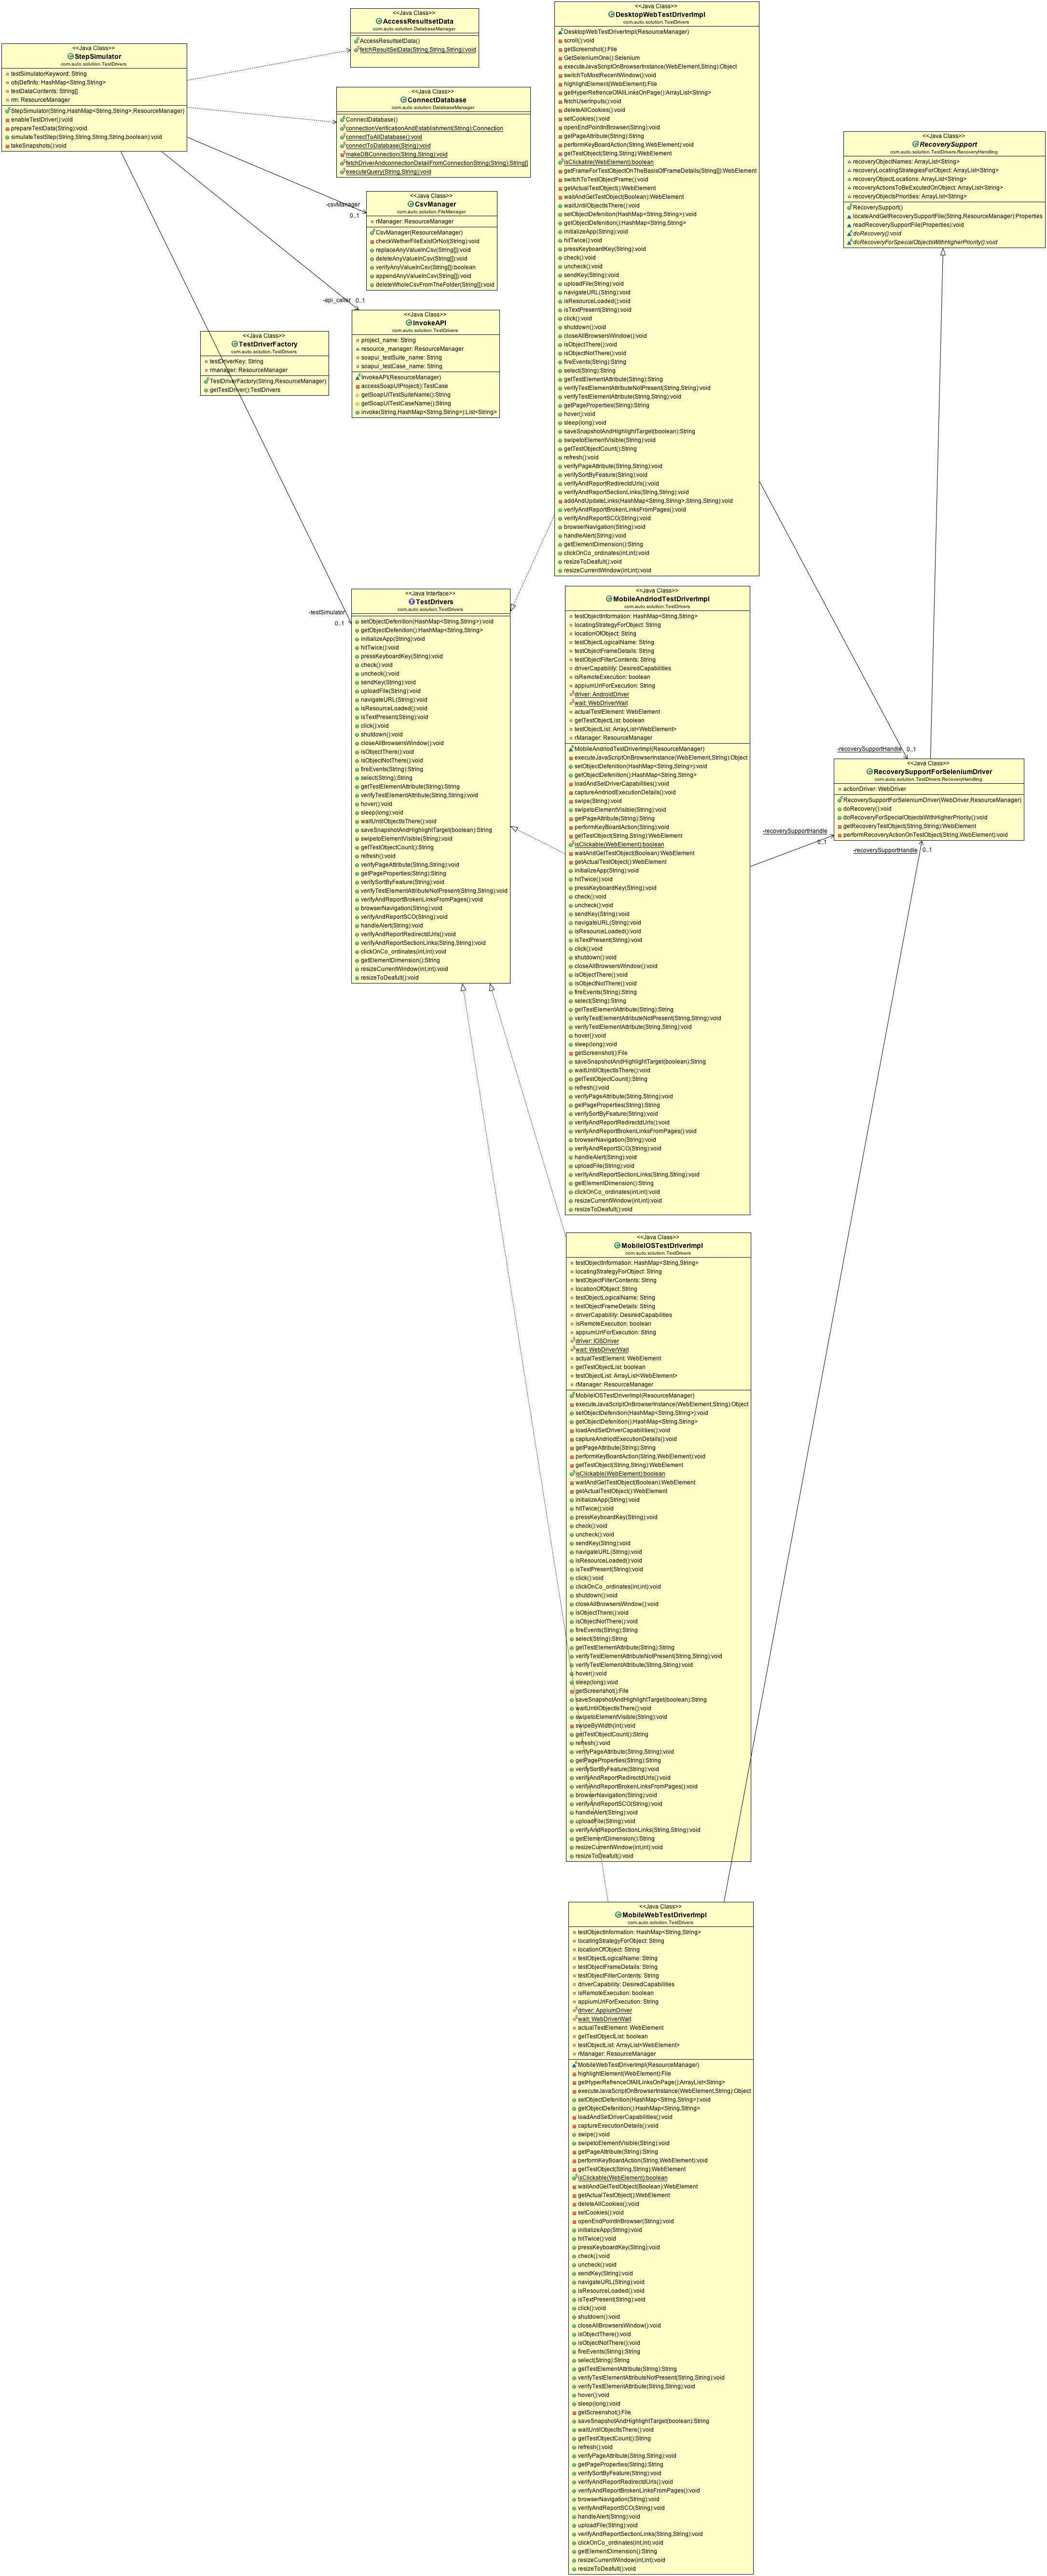 <<Java Class>>
StepSimulator
com.auto.solution.TestDrivers
testSimulatorKeyword: String
objDefInfo: HashMap<String,String>
testDataContents: String[]
rm: ResourceManager
StepSimulator(String,HashMap<String,String>,ResourceManager)
enableTestDriver():void
prepareTestData(String):void
simulateTestStep(String,String,String,String,boolean):void
takeSnapshots():void
<<Java Class>>
AccessResultsetData
com.auto.solution.DatabaseManager
AccessResultsetData()
fetchResultSetData(String,String,String):void
<<Java Class>>
ConnectDatabase
com.auto.solution.DatabaseManager
ConnectDatabase()
connectionVerificationAndEstablishment(String):Connection
connectToAllDatabase():void
connectToDatabase(String):void
makeDBConnection(String,String):void
fetchDriverAndconnectionDetailFromConnectionString(String):String[]
executeQuery(String,String):void
-csvManager
0..1
<<Java Class>>
CsvManager
com.auto.solution.FileManager
rManager: ResourceManager
CsvManager(ResourceManager)
checkWetherFileExistOrNot(String):void
replaceAnyValueInCsv(String[]):void
deleteAnyValueInCsv(String[]):void
verifyAnyValueInCsv(String[]):boolean
appendAnyValueInCsv(String[]):void
deleteWholeCsvFromTheFolder(String[]):void
-api_caller 0..1
<<Java Class>>
InvokeAPI
com.auto.solution.TestDrivers
project_name: String
resource_manager: ResourceManager
soapui_testSuite_name: String
soapui_testCase_name: String
InvokeAPI(ResourceManager)
accessSoapUIProject():TestCase
getSoapUITestSuiteName():String
getSoapUITestCaseName():String
invoke(String,HashMap<String,String>):List<String>
<<Java Class>>
TestDriverFactory
com.auto.solution.TestDrivers
testDriverKey: String
rmanager: ResourceManager
TestDriverFactory(String,ResourceManager)
getTestDriver():TestDrivers
-testSimulator
0..1
<<Java Interface>>
TestDrivers
com.auto.solution.TestDrivers
setObjectDefenition(HashMap<String,String>):void
getObjectDefenition():HashMap<String,String>
initializeApp(String):void
hitTwice():void
pressKeyboardKey(String):void
check():void
uncheck():void
sendKey(String):void
uploadFile(String):void
navigateURL(String):void
isResourceLoaded():void
isTextPresent(String):void
click():void
shutdown():void
closeAllBrowsersWindow():void
isObjectThere():void
isObjectNotThere():void
fireEvents(String):String
select(String):String
getTestElementAttribute(String):String
verifyTestElementAttribute(String,String):void
hover():void
sleep(long):void
waitUntilObjectIsThere():void
saveSnapshotAndHighlightTarget(boolean):String
swipetoElementVisible(String):void
getTestObjectCount():String
refresh():void
verifyPageAttribute(String,String):void
getPageProperties(String):String
verifySortByFeature(String):void
verifyTestElementAttributeNotPresent(String,String):void
verifyAndReportBrokenLinksFromPages():void
browserNavigation(String):void
verifyAndReportSCO(String):void
handleAlert(String):void
verifyAndReportRedirectdUrls():void
verifyAndReportSectionLinks(String,String):void
clickOnCo_ordinates(int,int):void
getElementDimension():String
resizeCurrentWindow(int,int):void
resizeToDeafult():void
<<Java Class>>
DesktopWebTestDriverImpl
com.auto.solution.TestDrivers
DesktopWebTestDriverImpl(ResourceManager)
scroll():void
getScreenshot():File
GetSeleniumOne():Selenium
executeJavaScriptOnBrowserInstance(WebElement,String):Object
switchToMostRecentWindow():void
highlightElement(WebElement):File
getHyperRefrenceOfAllLinksOnPage():ArrayList<String>
fetchUserInputs():void
deleteAllCookies():void
setCookies():void
openEndPointInBrowser(String):void
getPageAttribute(String):String
performKeyBoardAction(String,WebElement):void
getTestObject(String,String):WebElement
isClickable(WebElement):boolean
getFrameForTestObjectOnTheBasisOfFrameDetails(String[]):WebElement
switchToTestObjectFrame():void
getActualTestObject():WebElement
waitAndGetTestObject(Boolean):WebElement
waitUntilObjectIsThere():void
setObjectDefenition(HashMap<String,String>):void
getObjectDefenition():HashMap<String,String>
initializeApp(String):void
hitTwice():void
pressKeyboardKey(String):void
check():void
uncheck():void
sendKey(String):void
uploadFile(String):void
navigateURL(String):void
isResourceLoaded():void
isTextPresent(String):void
click():void
shutdown():void
closeAllBrowsersWindow():void
isObjectThere():void
isObjectNotThere():void
fireEvents(String):String
select(String):String
getTestElementAttribute(String):String
verifyTestElementAttributeNotPresent(String,String):void
verifyTestElementAttribute(String,String):void
getPageProperties(String):String
hover():void
sleep(long):void
saveSnapshotAndHighlightTarget(boolean):String
swipetoElementVisible(String):void
getTestObjectCount():String
refresh():void
verifyPageAttribute(String,String):void
verifySortByFeature(String):void
verifyAndReportRedirectdUrls():void
verifyAndReportSectionLinks(String,String):void
addAndUpdateLinks(HashMap<String,String>,String,String):void
verifyAndReportBrokenLinksFromPages():void
verifyAndReportSCO(String):void
browserNavigation(String):void
handleAlert(String):void
getElementDimension():String
clickOnCo_ordinates(int,int):void
resizeToDeafult():void
resizeCurrentWindow(int,int):void
<<Java Class>>
MobileAndriodTestDriverImpl
com.auto.solution.TestDrivers
testObjectInformation: HashMap<String,String>
locatingStrategyForObject: String
locationOfObject: String
testObjectLogicalName: String
testObjectFrameDetails: String
testObjectFilterContents: String
driverCapability: DesiredCapabilities
isRemoteExecution: boolean
appiumUrlForExecution: String
driver: AndroidDriver
wait: WebDriverWait
actualTestElement: WebElement
getTestObjectList: boolean
testObjectList: ArrayList<WebElement>
rManager: ResourceManager
MobileAndriodTestDriverImpl(ResourceManager)
executeJavaScriptOnBrowserInstance(WebElement,String):Object
setObjectDefenition(HashMap<String,String>):void
getObjectDefenition():HashMap<String,String>
loadAndSetDriverCapabilities():void
captureAndriodExecutionDetails():void
swipe(String):void
swipetoElementVisible(String):void
getPageAttribute(String):String
performKeyBoardAction(String):void
getTestObject(String,String):WebElement
isClickable(WebElement):boolean
waitAndGetTestObject(Boolean):WebElement
getActualTestObject():WebElement
initializeApp(String):void
hitTwice():void
pressKeyboardKey(String):void
check():void
uncheck():void
sendKey(String):void
navigateURL(String):void
isResourceLoaded():void
isTextPresent(String):void
click():void
shutdown():void
closeAllBrowsersWindow():void
isObjectThere():void
isObjectNotThere():void
fireEvents(String):String
select(String):String
getTestElementAttribute(String):String
verifyTestElementAttributeNotPresent(String,String):void
verifyTestElementAttribute(String,String):void
hover():void
sleep(long):void
getScreenshot():File
saveSnapshotAndHighlightTarget(boolean):String
waitUntilObjectIsThere():void
getTestObjectCount():String
refresh():void
verifyPageAttribute(String,String):void
getPageProperties(String):String
verifySortByFeature(String):void
verifyAndReportRedirectdUrls():void
verifyAndReportBrokenLinksFromPages():void
browserNavigation(String):void
verifyAndReportSCO(String):void
handleAlert(String):void
uploadFile(String):void
verifyAndReportSectionLinks(String,String):void
getElementDimension():String
clickOnCo_ordinates(int,int):void
resizeCurrentWindow(int,int):void
resizeToDeafult():void
<<Java Class>>
MobileIOSTestDriverImpl
com.auto.solution.TestDrivers
testObjectInformation: HashMap<String,String>
locatingStrategyForObject: String
testObjectFilterContents: String
locationOfObject: String
testObjectLogicalName: String
testObjectFrameDetails: String
driverCapability: DesiredCapabilities
isRemoteExecution: boolean
appiumUrlForExecution: String
driver: IOSDriver
wait: WebDriverWait
actualTestElement: WebElement
getTestObjectList: boolean
testObjectList: ArrayList<WebElement>
rManager: ResourceManager
MobileIOSTestDriverImpl(ResourceManager)
executeJavaScriptOnBrowserInstance(WebElement,String):Object
setObjectDefenition(HashMap<String,String>):void
getObjectDefenition():HashMap<String,String>
loadAndSetDriverCapabilities():void
captureAndriodExecutionDetails():void
getPageAttribute(String):String
performKeyBoardAction(String,WebElement):void
getTestObject(String,String):WebElement
isClickable(WebElement):boolean
waitAndGetTestObject(Boolean):WebElement
getActualTestObject():WebElement
initializeApp(String):void
hitTwice():void
pressKeyboardKey(String):void
check():void
uncheck():void
sendKey(String):void
navigateURL(String):void
isResourceLoaded():void
isTextPresent(String):void
click():void
clickOnCo_ordinates(int,int):void
shutdown():void
closeAllBrowsersWindow():void
isObjectThere():void
isObjectNotThere():void
fireEvents(String):String
select(String):String
getTestElementAttribute(String):String
verifyTestElementAttributeNotPresent(String,String):void
verifyTestElementAttribute(String,String):void
hover():void
sleep(long):void
getScreenshot():File
saveSnapshotAndHighlightTarget(boolean):String
waitUntilObjectIsThere():void
swipetoElementVisible(String):void
swipeByWidth(int):void
getTestObjectCount():String
refresh():void
verifyPageAttribute(String,String):void
getPageProperties(String):String
verifySortByFeature(String):void
verifyAndReportRedirectdUrls():void
verifyAndReportBrokenLinksFromPages():void
browserNavigation(String):void
verifyAndReportSCO(String):void
handleAlert(String):void
uploadFile(String):void
verifyAndReportSectionLinks(String,String):void
getElementDimension():String
resizeCurrentWindow(int,int):void
resizeToDeafult():void
<<Java Class>>
MobileWebTestDriverImpl
com.auto.solution.TestDrivers
testObjectInformation: HashMap<String,String>
locatingStrategyForObject: String
locationOfObject: String
testObjectLogicalName: String
testObjectFrameDetails: String
testObjectFilterContents: String
driverCapability: DesiredCapabilities
isRemoteExecution: boolean
appiumUrlForExecution: String
driver: AppiumDriver
wait: WebDriverWait
actualTestElement: WebElement
getTestObjectList: boolean
testObjectList: ArrayList<WebElement>
rManager: ResourceManager
MobileWebTestDriverImpl(ResourceManager)
highlightElement(WebElement):File
getHyperRefrenceOfAllLinksOnPage():ArrayList<String>
executeJavaScriptOnBrowserInstance(WebElement,String):Object
setObjectDefenition(HashMap<String,String>):void
getObjectDefenition():HashMap<String,String>
loadAndSetDriverCapabilities():void
captureExecutionDetails():void
swipe():void
swipetoElementVisible(String):void
getPageAttribute(String):String
performKeyBoardAction(String,WebElement):void
getTestObject(String,String):WebElement
isClickable(WebElement):boolean
waitAndGetTestObject(Boolean):WebElement
getActualTestObject():WebElement
deleteAllCookies():void
setCookies():void
openEndPointInBrowser(String):void
initializeApp(String):void
hitTwice():void
pressKeyboardKey(String):void
check():void
uncheck():void
sendKey(String):void
navigateURL(String):void
isResourceLoaded():void
isTextPresent(String):void
click():void
shutdown():void
closeAllBrowsersWindow():void
isObjectThere():void
isObjectNotThere():void
fireEvents(String):String
select(String):String
getTestElementAttribute(String):String
verifyTestElementAttributeNotPresent(String,String):void
verifyTestElementAttribute(String,String):void
hover():void
sleep(long):void
getScreenshot():File
saveSnapshotAndHighlightTarget(boolean):String
waitUntilObjectIsThere():void
getTestObjectCount():String
refresh():void
verifyPageAttribute(String,String):void
getPageProperties(String):String
verifySortByFeature(String):void
verifyAndReportRedirectdUrls():void
verifyAndReportBrokenLinksFromPages():void
browserNavigation(String):void
verifyAndReportSCO(String):void
handleAlert(String):void
uploadFile(String):void
verifyAndReportSectionLinks(String,String):void
clickOnCo_ordinates(int,int):void
getElementDimension():String
resizeCurrentWindow(int,int):void
resizeToDeafult():void
<<Java Class>>
RecoverySupport
com.auto.solution.TestDrivers.RecoveryHandling
recoveryObjectNames: ArrayList<String>
recoveryLocatingStrategiesForObject: ArrayList<String>
recoveryObjectLocations: ArrayList<String>
recoveryActionsToBeExcutedOnObject: ArrayList<String>
recoveryObjectsPriorities: ArrayList<String>
RecoverySupport()
locateAndGetRecoverySupportFile(String,ResourceManager):Properties
readRecoverySupportFile(Properties):void
doRecovery():void
doRecoveryForSpecialObjectsWithHigherPriority():void
-recoverySupportHandle 0..1
<<Java Class>>
RecoverySupportForSeleniumDriver
com.auto.solution.TestDrivers.RecoveryHandling
actionDriver: WebDriver
RecoverySupportForSeleniumDriver(WebDriver,ResourceManager)
doRecovery():void
doRecoveryForSpecialObjectsWithHigherPriority():void
getRecoveryTestObject(String,String):WebElement
performRecoveryActionOnTestObject(String,WebElement):void
-recoverySupportHandle
0..1
-recoverySupportHandle 0..1